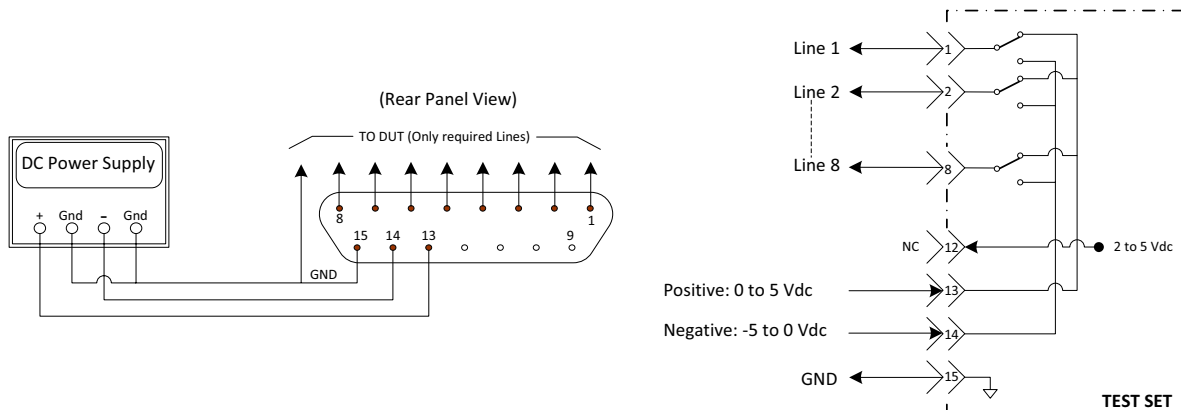 (Rear Panel View)
TO DUT (Only required Lines)
DC Power Supply
+ Gnd - Gnd
8 1
15 14 13 9
GND
Line 1 1
Line 2 2
Line 8 8
NC 12 2 to 5 Vdc
Positive: 0 to 5 Vdc 13
Negative: -5 to 0 Vdc 14
GND 15
TEST SET